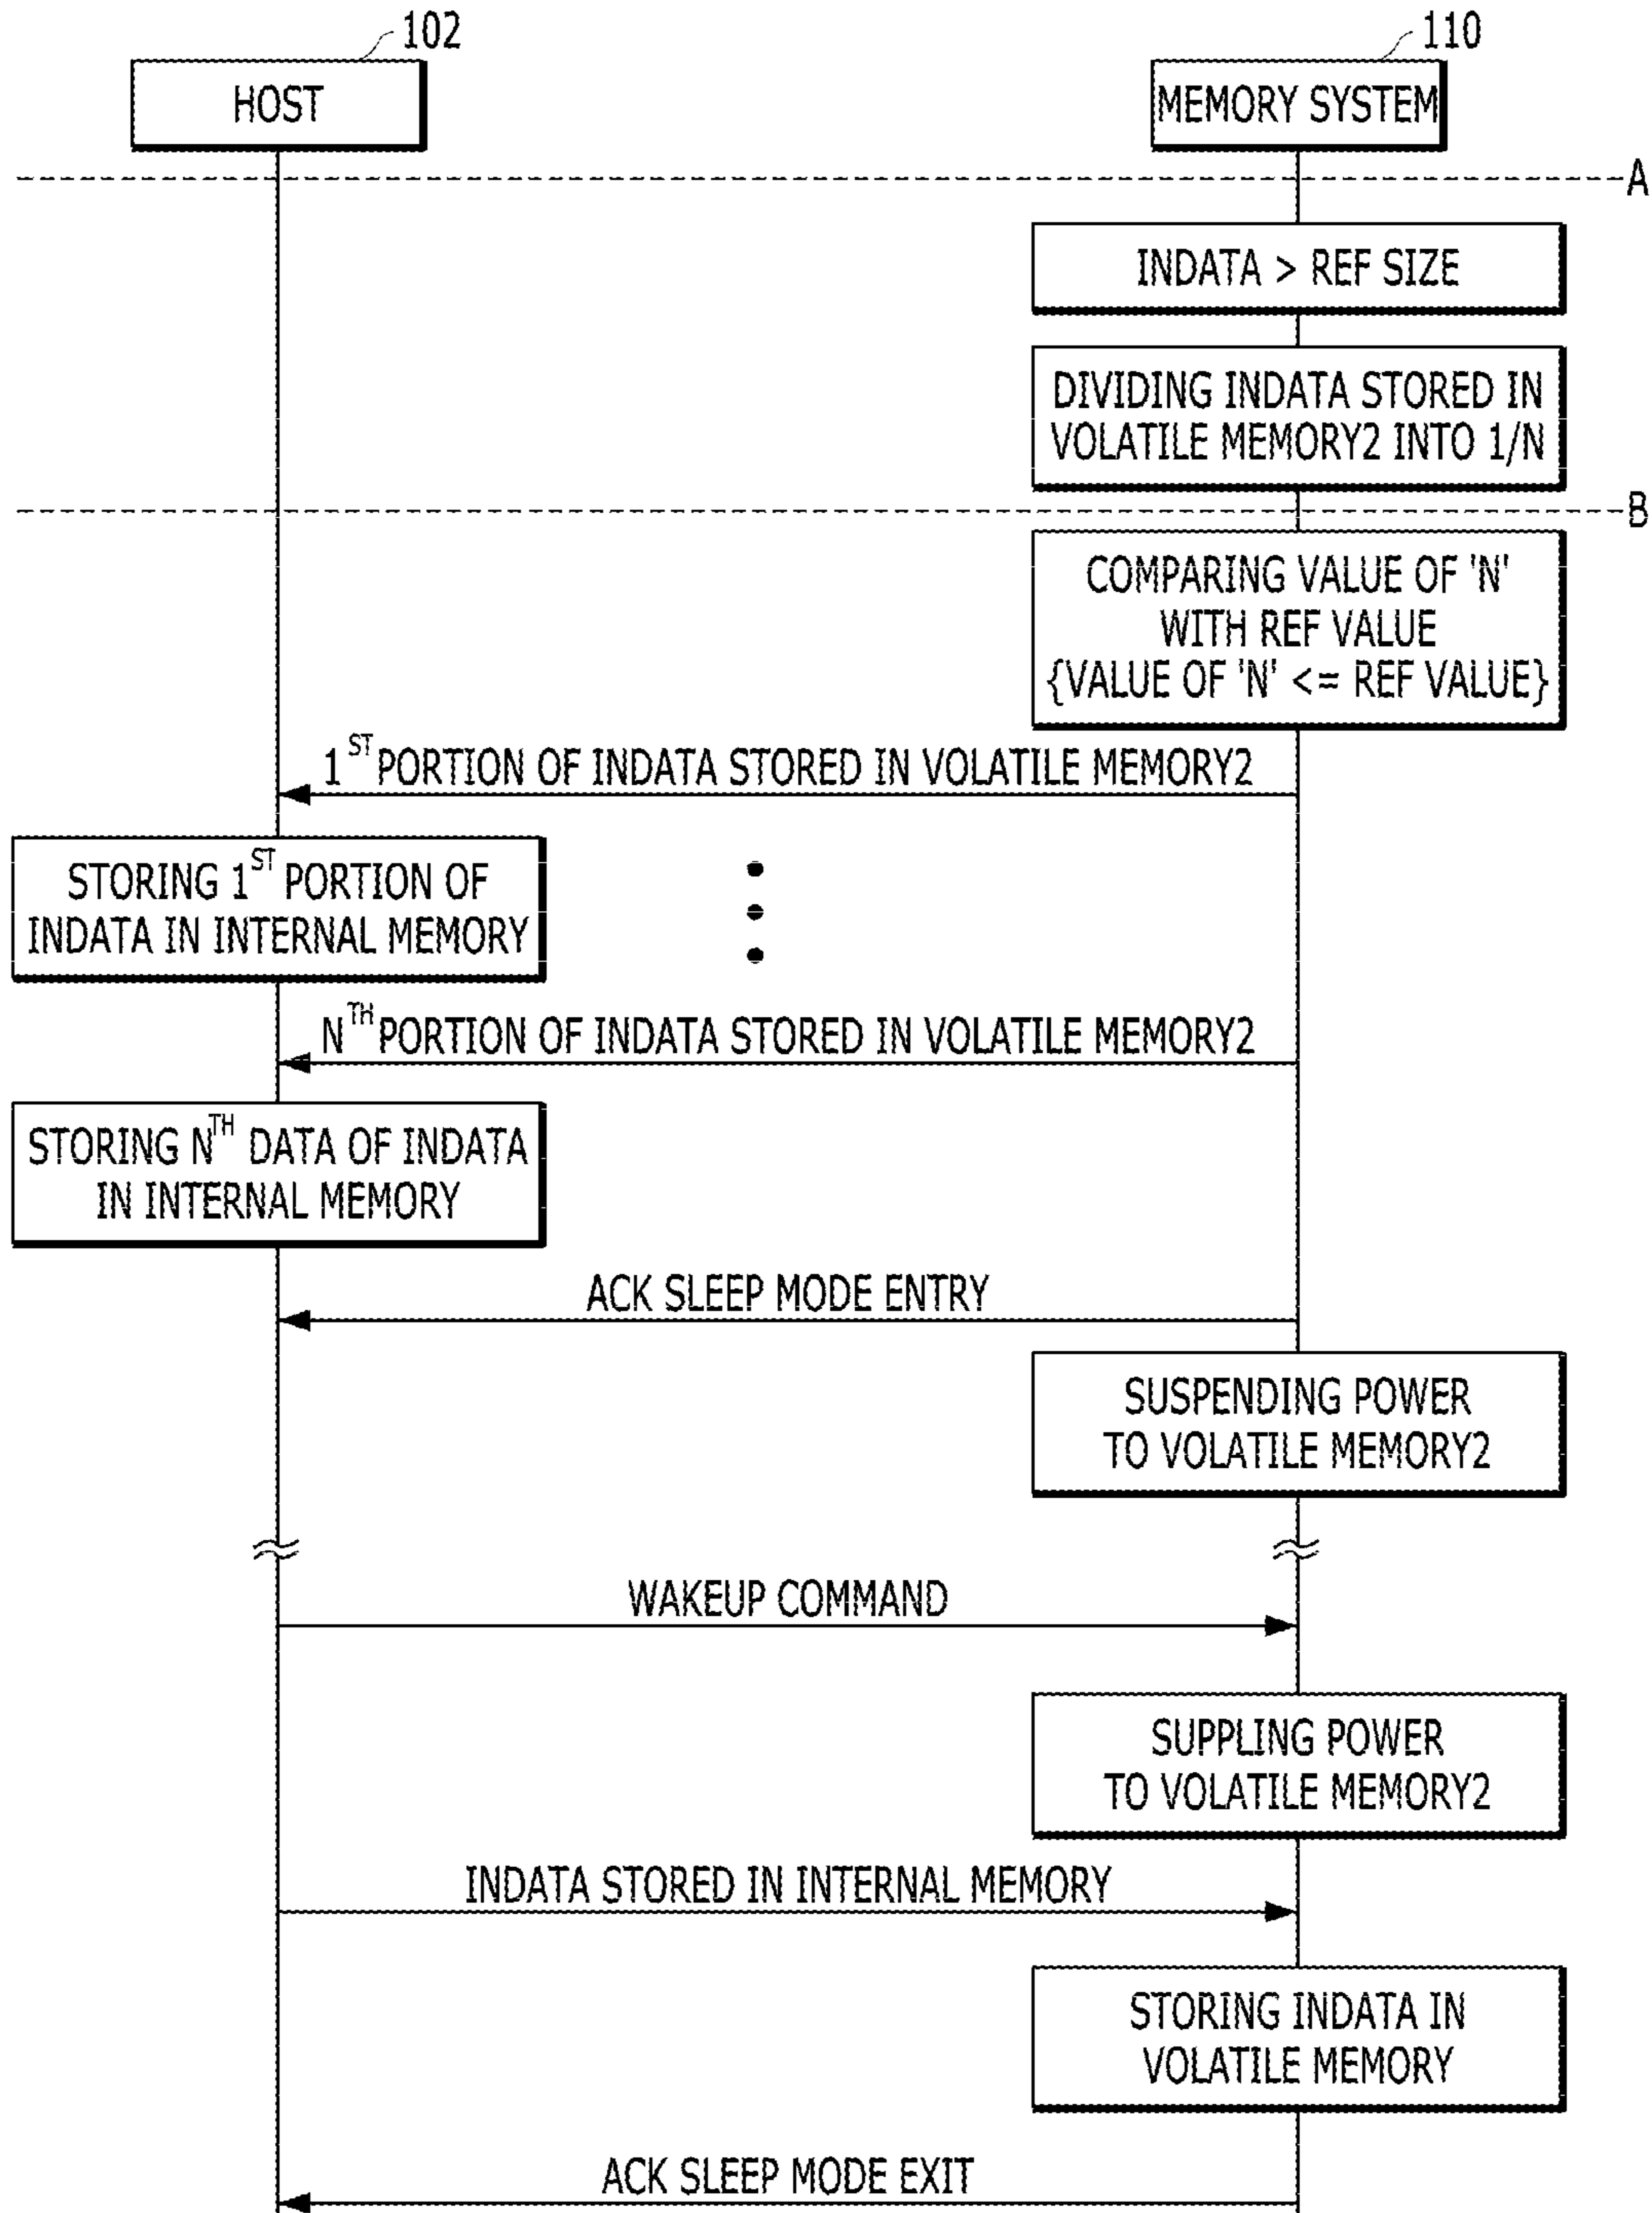 102
110
HOST
MEMORY SYSTEM
A
INDATA > REF SIZE
DIVIDING INDATA STORED IN
VOLATILE MEMORY2 INTO 1/N
B
COMPARING VALUE OF 'N'
WITH REF VALUE
{VALUE OF 'N' <= REF VALUE}
1ST PORTION OF INDATA STORED IN VOLATILE MEMORY2
STORING 1ST PORTION OF
INDATA IN INTERNAL MEMORY
NTH PORTION OF INDATA STORED IN VOLATILE MEMORY2
STORING NTH DATA OF INDATA
IN INTERNAL MEMORY
ACK SLEEP MODE ENTRY
SUSPENDING POWER
TO VOLATILE MEMORY2
WAKEUP COMMAND
SUPPLING POWER
TO VOLATILE MEMORY2
INDATA STORED IN INTERNAL MEMORY
STORING INDATA IN
VOLATILE MEMORY
ACK SLEEP MODE EXIT